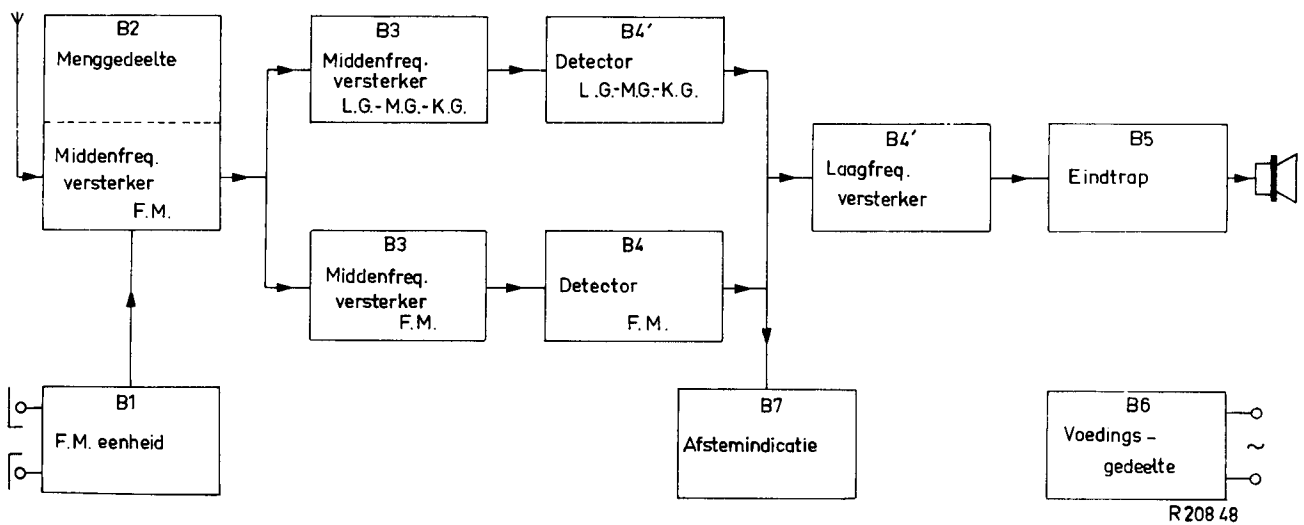 B2
Menggedeelte
Middenfreq.
versterker
F.M.
B3
Middenfreq.
versterker
L.G.-M.G.-K.G.
B4'
Detector
L.G.-M.G.-K.G.
B3
Middenfreq.
versterker
F.M.
B4
Detector
F.M.
B4'
Laagfreq.
versterker
B5
Eindtrap
B1
F.M. eenheid
B7
Afstemindicatie
B6
Voedings-
gedeelte
~
R 208 48